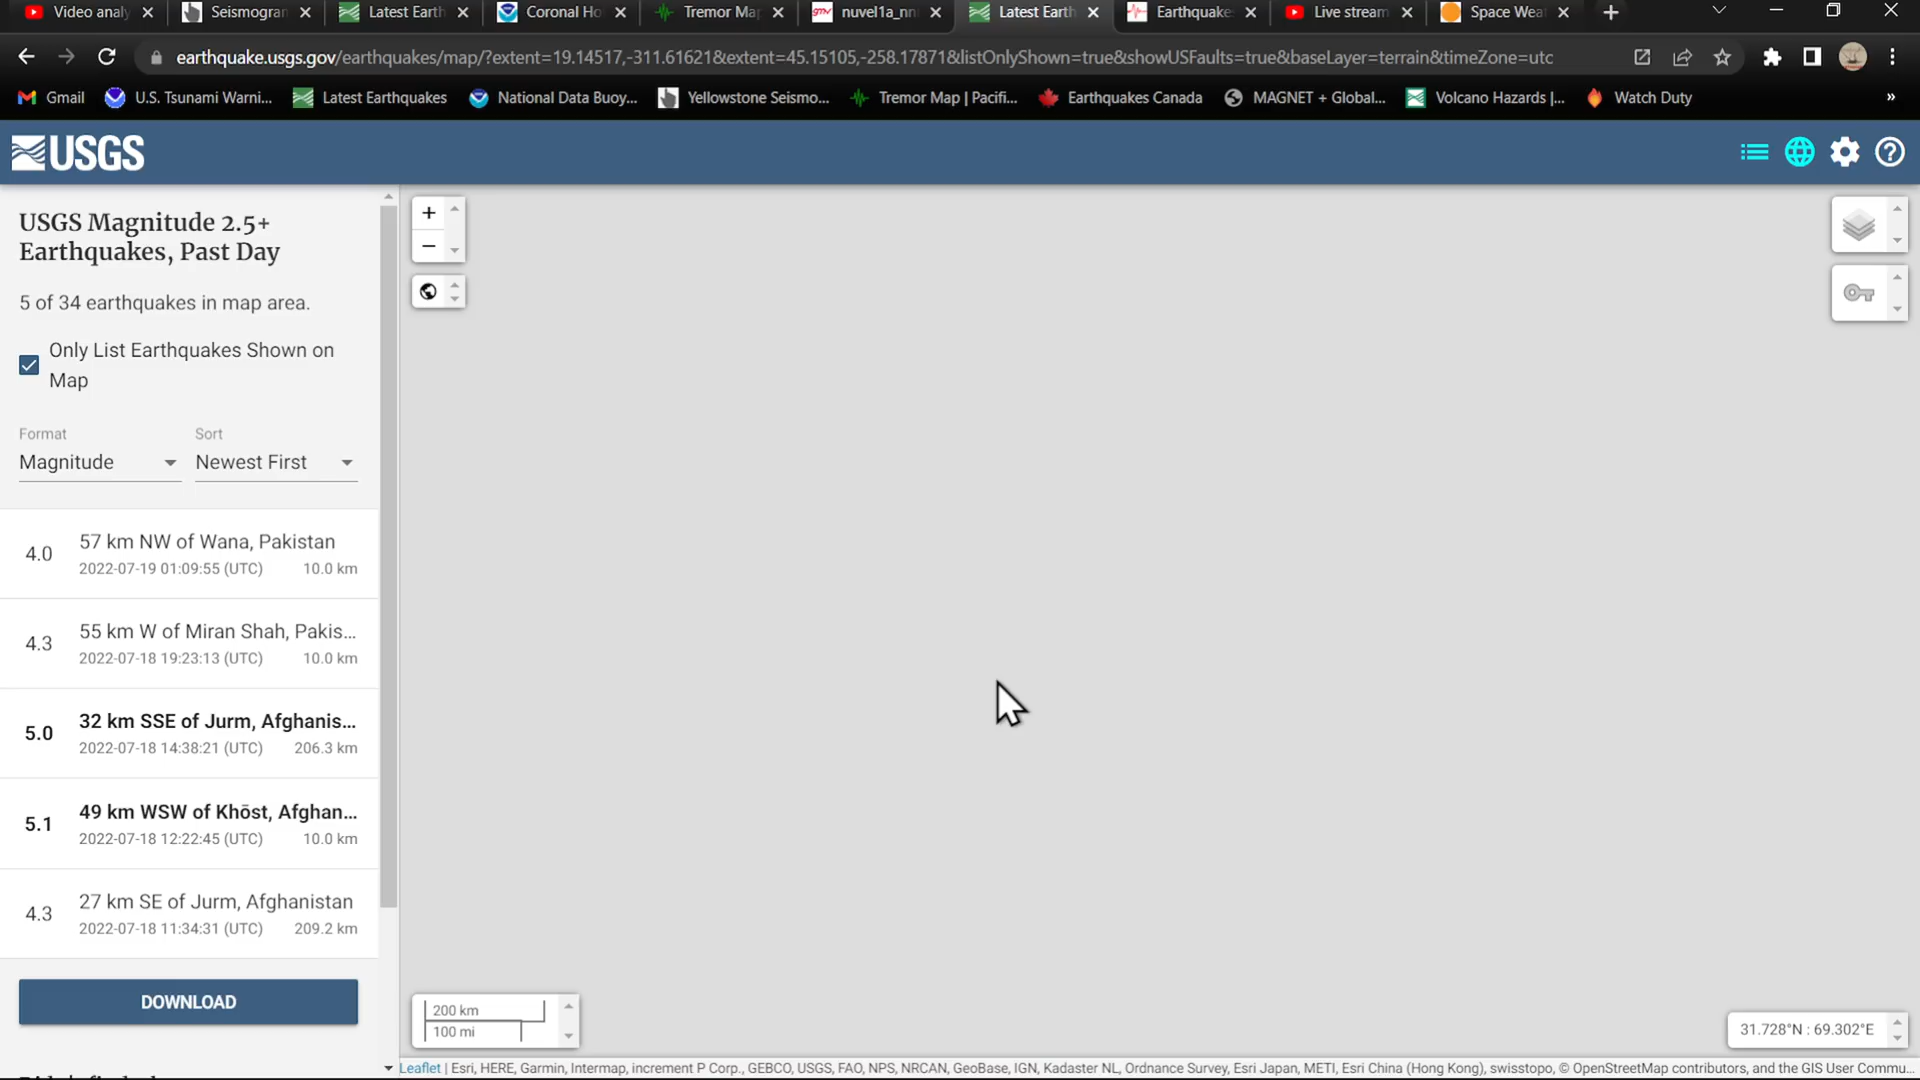 Video analy
Seismogran
Latest Earth
Coronal Ho
Tremor Map
nuvel1a_nn
Latest Earth
Earthquake
Live stream
Space Wea
earthquake.usgs.gov/earthquakes/map/?extent=19.14517,-311.61621&extent=45.15105,-258.17871&listOnlyShown=true&showUSFaults=true&baseLayer=terrain&timeZone=utc
Gmail
U.S. Tsunami Warni...
Latest Earthquakes
National Data Buoy...
Yellowstone Seismo...
Tremor Map | Pacifi...
Earthquakes Canada
MAGNET + Global...
Volcano Hazards |...
Watch Duty
»
USGS
USGS Magnitude 2.5+
Earthquakes, Past Day
5 of 34 earthquakes in map area.
Only List Earthquakes Shown on
Map
Format
Sort
Magnitude
Newest First
4.0
57 km NW of Wana, Pakistan
2022-07-19 01:09:55 (UTC)
10.0 km
4.3
55 km W of Miran Shah, Pakis...
2022-07-18 19:23:13 (UTC)
10.0 km
5.0
32 km SSE of Jurm, Afghanis...
2022-07-18 14:38:21 (UTC)
206.3 km
5.1
49 km WSW of Khōst, Afghan...
2022-07-18 12:22:45 (UTC)
10.0 km
4.3
27 km SE of Jurm, Afghanistan
2022-07-18 11:34:31 (UTC)
209.2 km
DOWNLOAD
+
−
200 km
100 mi
31.728°N : 69.302°E
Leaflet | Esri, HERE, Garmin, Intermap, increment P Corp., GEBCO, USGS, FAO, NPS, NRCAN, GeoBase, IGN, Kadaster NL, Ordnance Survey, Esri Japan, METI, Esri China (Hong Kong), swisstopo, © OpenStreetMap contributors, and the GIS User Commu...